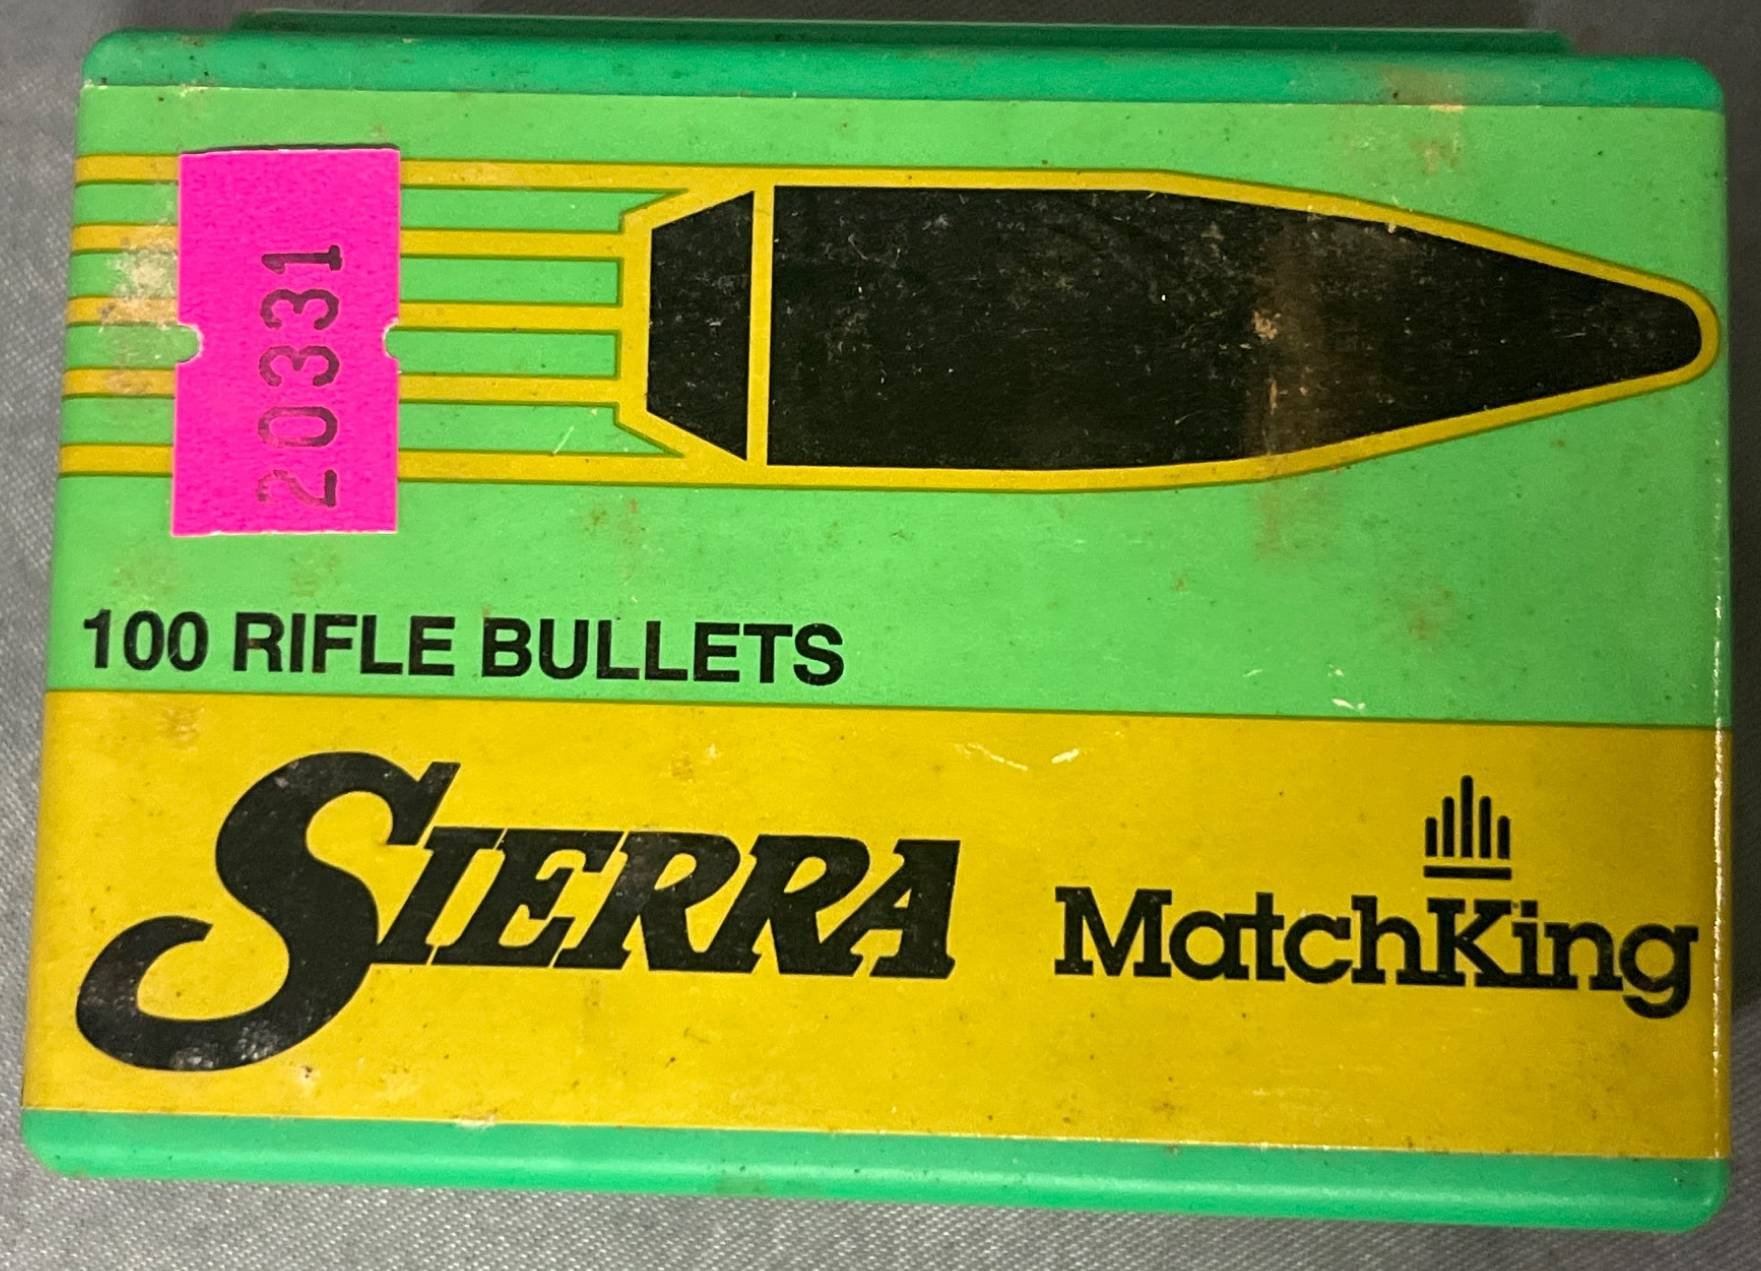 20331
100 RIFLE BULLETS
SIERRA MatchKing